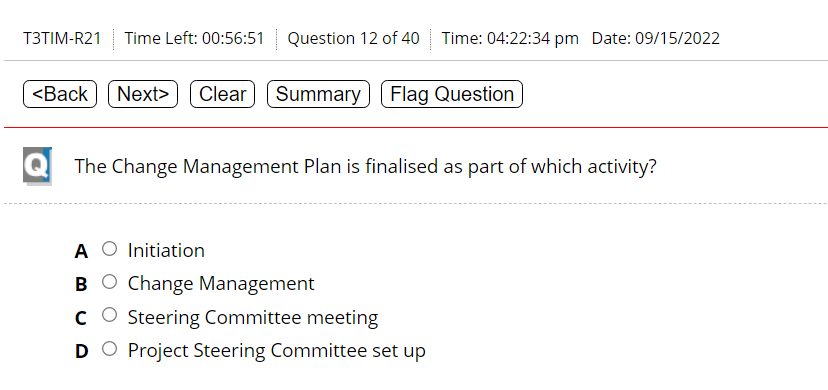 T3TIM-R21 Time Left: 00:56:51 Question 12 of 40 Time: 04:22:34 pm Date: 09/15/2022
<Back Next> Clear Summary Flag Question
Q The Change Management Plan is finalised as part of which activity?
A Initiation
B Change Management
C Steering Committee meeting
D Project Steering Committee set up